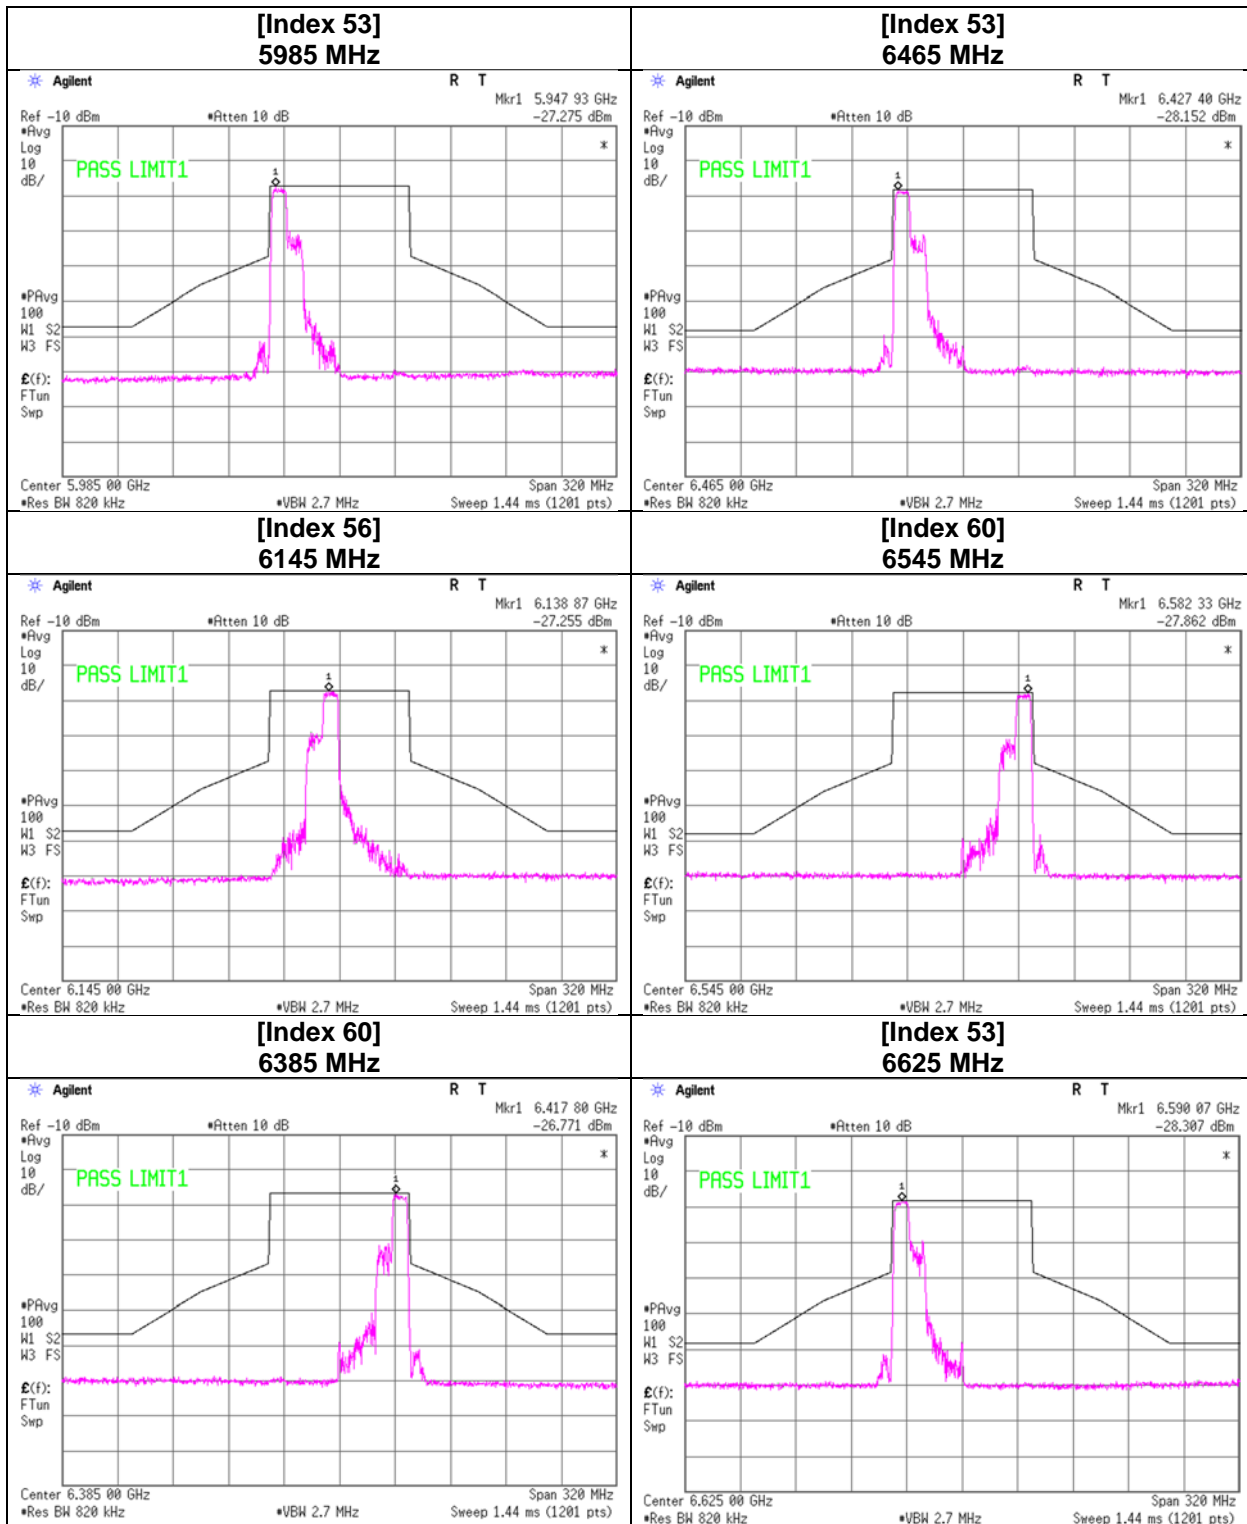 [Index 53]
5985 MHz
Agilent
R T
Mkr1 5.947 93 GHz
Ref -10 dBm
#Atten 10 dB
-27.275 dBm
#Avg
Log
10
dB/
PASS LIMIT1
1
*
#PAvg
100
W1 S2
W3 FS
£(f):
FTun
Swp
Center 5.985 00 GHz
Span 320 MHz
#Res BW 820 kHz
#VBW 2.7 MHz
Sweep 1.44 ms (1201 pts)
[Index 53]
6465 MHz
Agilent
R T
Mkr1 6.427 40 GHz
Ref -10 dBm
#Atten 10 dB
-28.152 dBm
#Avg
Log
10
dB/
PASS LIMIT1
1
*
#PAvg
100
W1 S2
W3 FS
£(f):
FTun
Swp
Center 6.465 00 GHz
Span 320 MHz
#Res BW 820 kHz
#VBW 2.7 MHz
Sweep 1.44 ms (1201 pts)
[Index 56]
6145 MHz
Agilent
R T
Mkr1 6.138 87 GHz
Ref -10 dBm
#Atten 10 dB
-27.255 dBm
#Avg
Log
10
dB/
PASS LIMIT1
1
*
#PAvg
100
W1 S2
W3 FS
£(f):
FTun
Swp
Center 6.145 00 GHz
Span 320 MHz
#Res BW 820 kHz
#VBW 2.7 MHz
Sweep 1.44 ms (1201 pts)
[Index 60]
6545 MHz
Agilent
R T
Mkr1 6.582 33 GHz
Ref -10 dBm
#Atten 10 dB
-27.862 dBm
#Avg
Log
10
dB/
PASS LIMIT1
1
*
#PAvg
100
W1 S2
W3 FS
£(f):
FTun
Swp
Center 6.545 00 GHz
Span 320 MHz
#Res BW 820 kHz
#VBW 2.7 MHz
Sweep 1.44 ms (1201 pts)
[Index 60]
6385 MHz
Agilent
R T
Mkr1 6.417 80 GHz
Ref -10 dBm
#Atten 10 dB
-26.771 dBm
#Avg
Log
10
dB/
PASS LIMIT1
1
*
#PAvg
100
W1 S2
W3 FS
£(f):
FTun
Swp
Center 6.385 00 GHz
Span 320 MHz
#Res BW 820 kHz
#VBW 2.7 MHz
Sweep 1.44 ms (1201 pts)
[Index 53]
6625 MHz
Agilent
R T
Mkr1 6.590 07 GHz
Ref -10 dBm
#Atten 10 dB
-28.307 dBm
#Avg
Log
10
dB/
PASS LIMIT1
1
*
#PAvg
100
W1 S2
W3 FS
£(f):
FTun
Swp
Center 6.625 00 GHz
Span 320 MHz
#Res BW 820 kHz
#VBW 2.7 MHz
Sweep 1.44 ms (1201 pts)